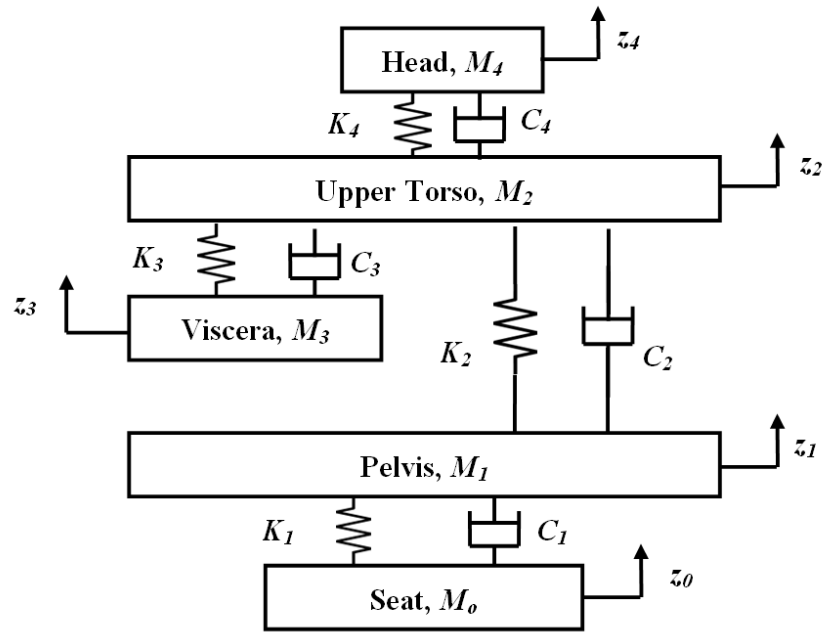 Head, M₄
z₄
K₄
C₄
Upper Torso, M₂
z₂
K₃
C₃
z₃
Viscera, M₃
K₂
C₂
Pelvis, M₁
z₁
K₁
C₁
Seat, Mₒ
z₀